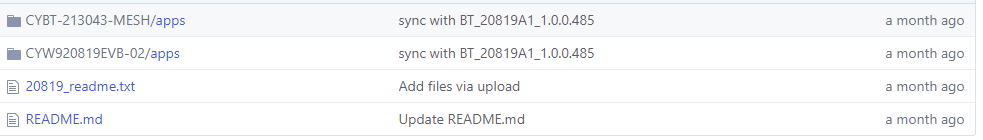 CYBT-213043-MESH/apps sync with BT_20819A1_1.0.0.485 a month ago
CYW920819EVB-02/apps sync with BT_20819A1_1.0.0.485 a month ago
20819_readme.txt Add files via upload a month ago
README.md Update README.md a month ago